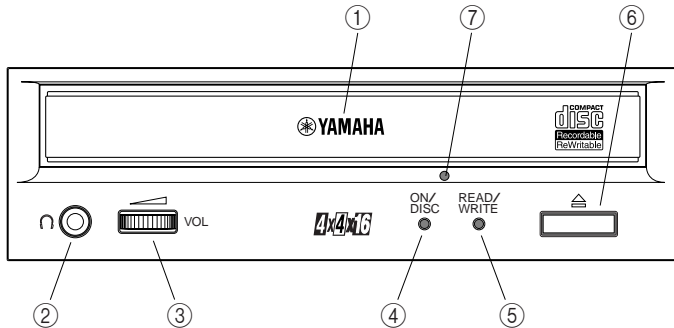 ① ⑦ ⑥
YAMAHA
COMPACT
disc
Recordable
ReWritable
ON/ READ/
DISC WRITE
VOL
4x4x16
② ③ ④ ⑤